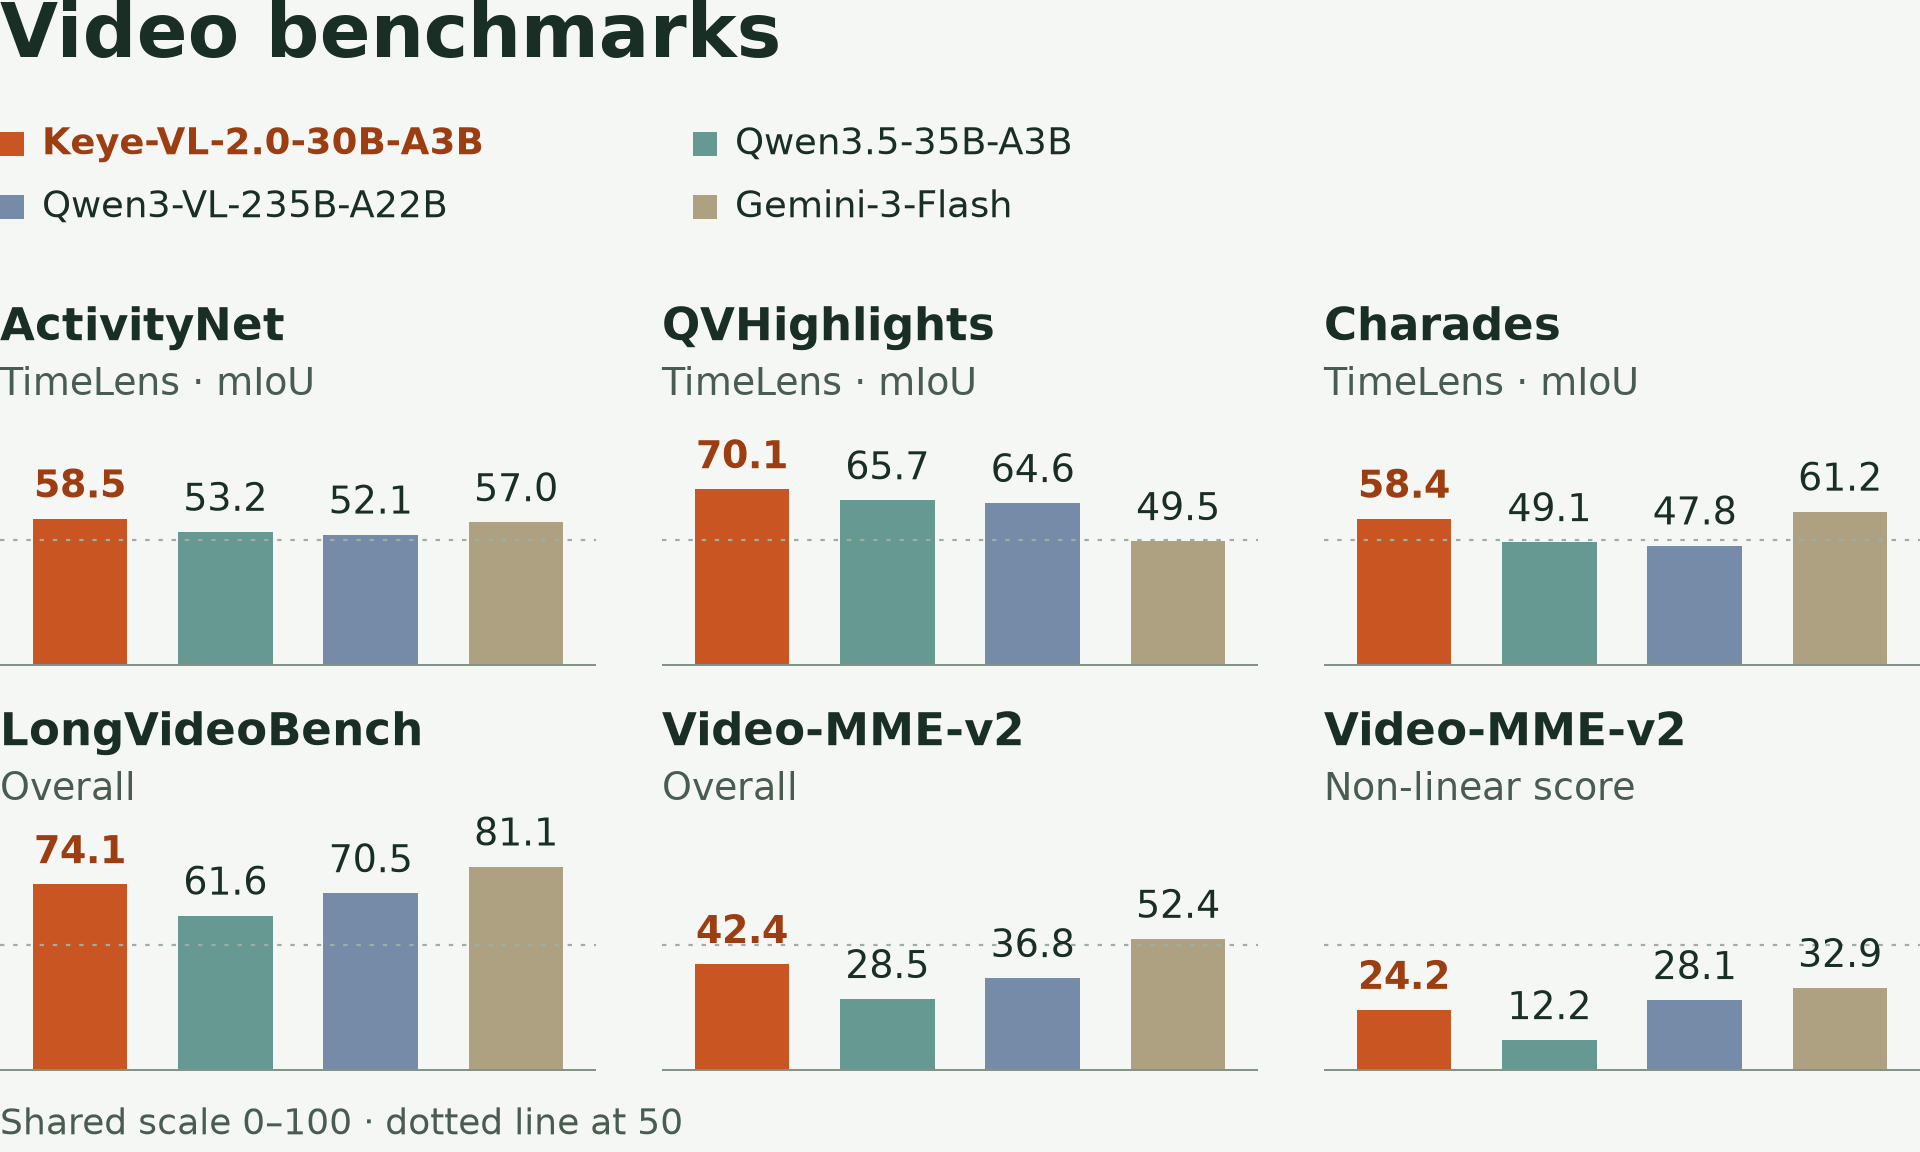 Video benchmarks
Keye-VL-2.0-30B-A3B
Qwen3.5-35B-A3B
Qwen3-VL-235B-A22B
Gemini-3-Flash
ActivityNet
TimeLens · mIoU
58.5
53.2
52.1
57.0
QVHighlights
TimeLens · mIoU
70.1
65.7
64.6
49.5
Charades
TimeLens · mIoU
58.4
49.1
47.8
61.2
LongVideoBench
Overall
74.1
61.6
70.5
81.1
Video-MME-v2
Overall
42.4
28.5
36.8
52.4
Video-MME-v2
Non-linear score
24.2
12.2
28.1
32.9
Shared scale 0–100 · dotted line at 50